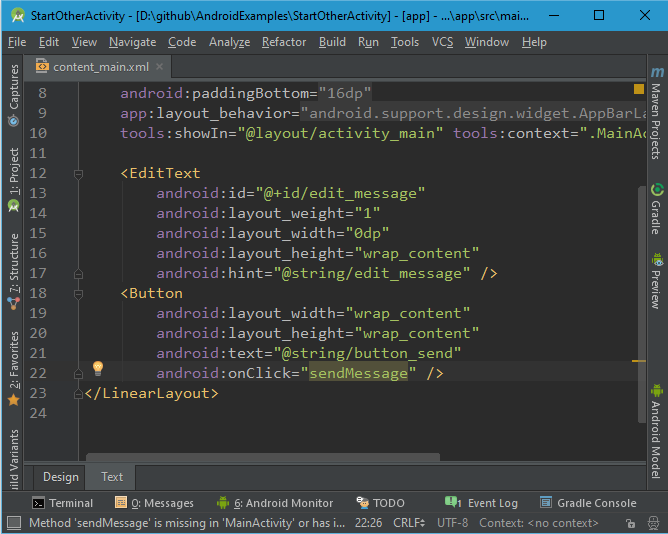 StartOtherActivity - [D:\github\AndroidExamples\StartOtherActivity] - [app] - ...\app\src\mai...
File Edit View Navigate Code Analyze Refactor Build Run Tools VCS Window Help
content_main.xml
8 android:paddingBottom="16dp"
9 app:layout_behavior="android.support.design.widget.AppBarLa
10 tools:showIn="@layout/activity_main" tools:context=".MainAc
11
12 <EditText
13 android:id="@+id/edit_message"
14 android:layout_weight="1"
15 android:layout_width="0dp"
16 android:layout_height="wrap_content"
17 android:hint="@string/edit_message" />
18 <Button
19 android:layout_width="wrap_content"
20 android:layout_height="wrap_content"
21 android:text="@string/button_send"
22 android:onClick="sendMessage" />
23 </LinearLayout>
24
Captures
1: Project
7: Structure
2: Favorites
uild Variants
Maven Projects
Gradle
Preview
Android Model
Design Text
Terminal 0: Messages 6: Android Monitor TODO 1 Event Log Gradle Console
Method 'sendMessage' is missing in 'MainActivity' or has i... 22:26 CRLF UTF-8 Context: <no context>